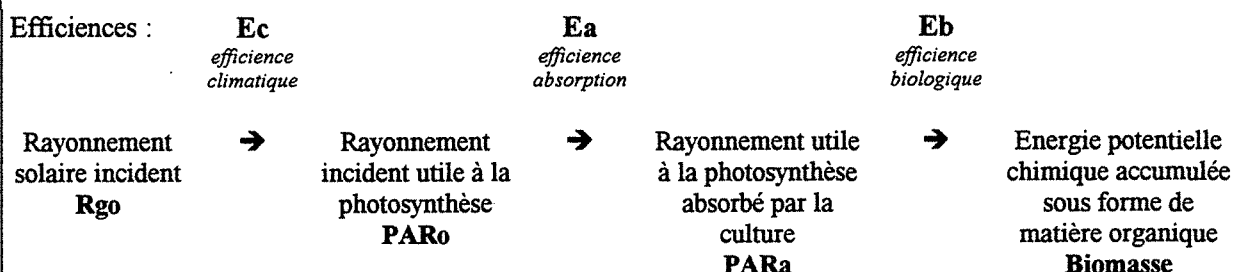 Efficiences : Ec Ea Eb
efficience efficience efficience
climatique absorption biologique
Rayonnement → Rayonnement → Rayonnement utile → Energie potentielle
solaire incident incident utile à la à la photosynthèse chimique accumulée
Rgo photosynthèse absorbé par la sous forme de
PARo culture matière organique
PARa Biomasse